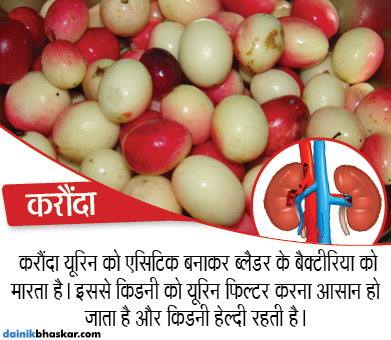 करौंदा
करौंदा यूरिन को एसिटिक बनाकर ब्लैडर के बैक्टीरिया को
मारता है। इससे किडनी को यूरिन फिल्टर करना आसान हो
जाता है और किडनी हेल्दी रहती है।
dainikbhaskar.com